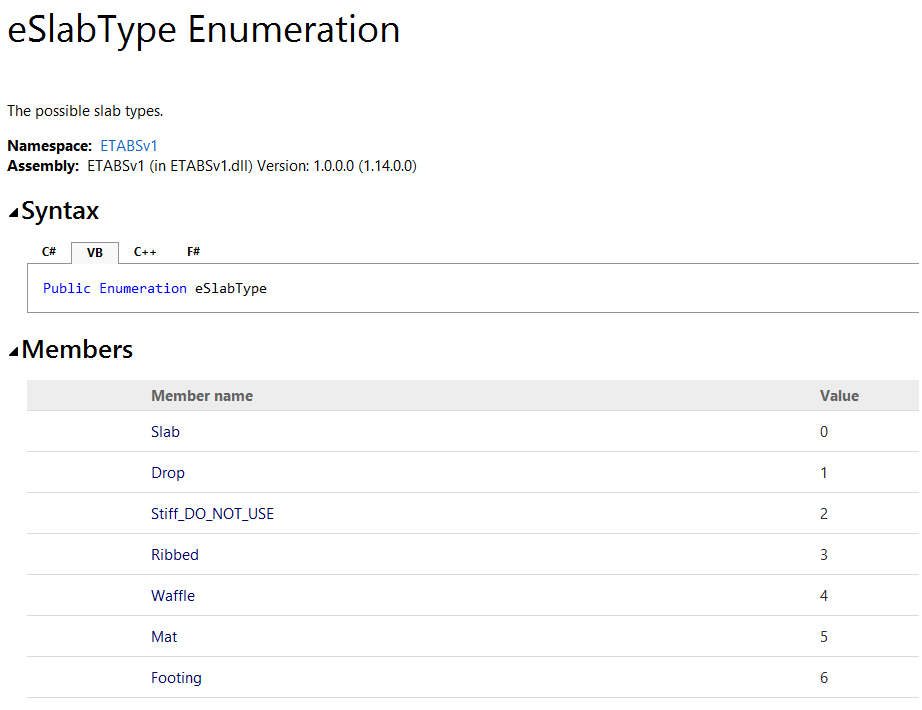 eSlabType Enumeration
The possible slab types.
Namespace: ETABSv1
Assembly: ETABSv1 (in ETABSv1.dll) Version: 1.0.0.0 (1.14.0.0)
Syntax
C# VB C++ F#
Public Enumeration eSlabType
Members
Member name Value
Slab 0
Drop 1
Stiff_DO_NOT_USE 2
Ribbed 3
Waffle 4
Mat 5
Footing 6